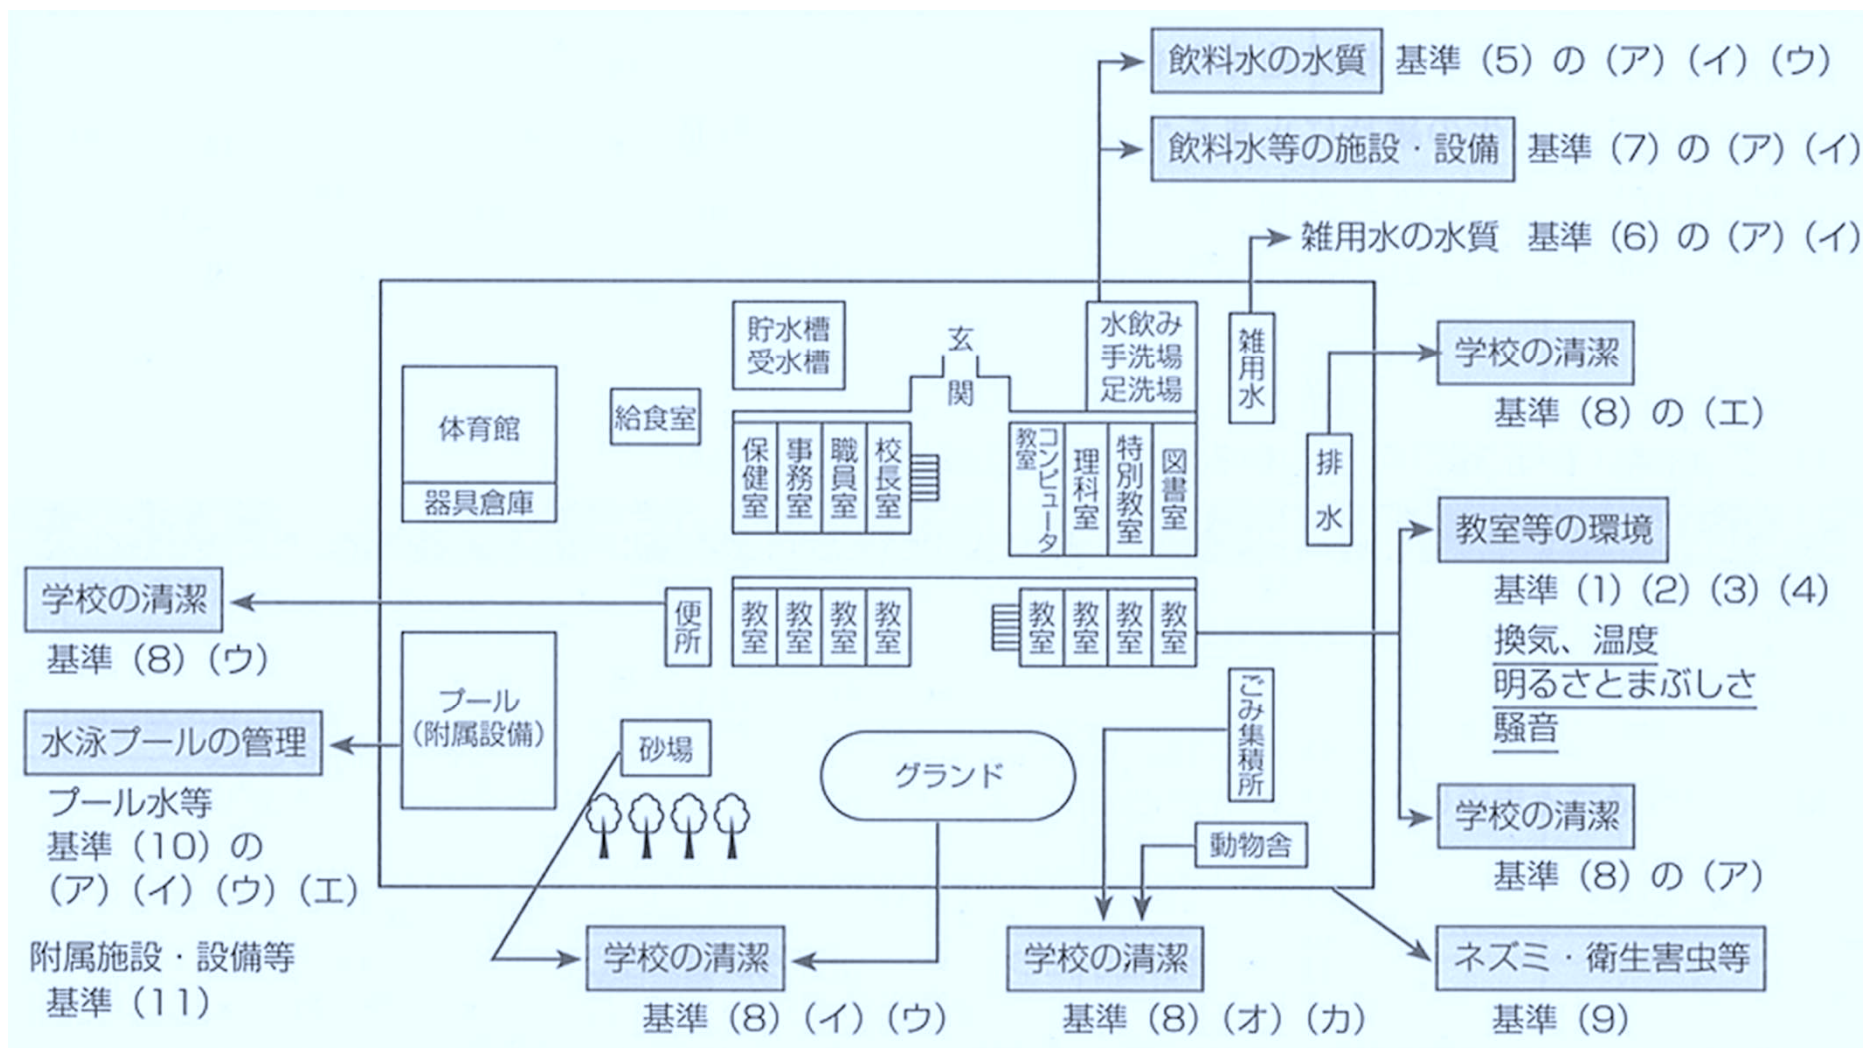 飲料水の水質 基準（5）の（ア）（イ）（ウ）
飲料水等の施設・設備 基準（7）の（ア）（イ）
雑用水の水質 基準（6）の（ア）（イ）
学校の清潔
基準（8）の（エ）
貯水槽
受水槽
玄
関
水飲み
手洗場
足洗場
雑用水
排水
体育館
器具倉庫
給食室
保健室
事務室
職員室
校長室
コンピュータ教室
理科室
特別教室
図書室
教室等の環境
基準（1）（2）（3）（4）
換気、温度
明るさとまぶしさ
騒音
学校の清潔
基準（8）（ウ）
便所
教室
教室
教室
教室
教室
教室
教室
教室
プール
（附属設備）
水泳プールの管理
プール水等
基準（10）の
（ア）（イ）（ウ）（エ）
附属施設・設備等
基準（11）
砂場
グランド
ごみ集積所
動物舎
学校の清潔
基準（8）の（ア）
学校の清潔
基準（8）（イ）（ウ）
学校の清潔
基準（8）（オ）（カ）
ネズミ・衛生害虫等
基準（9）